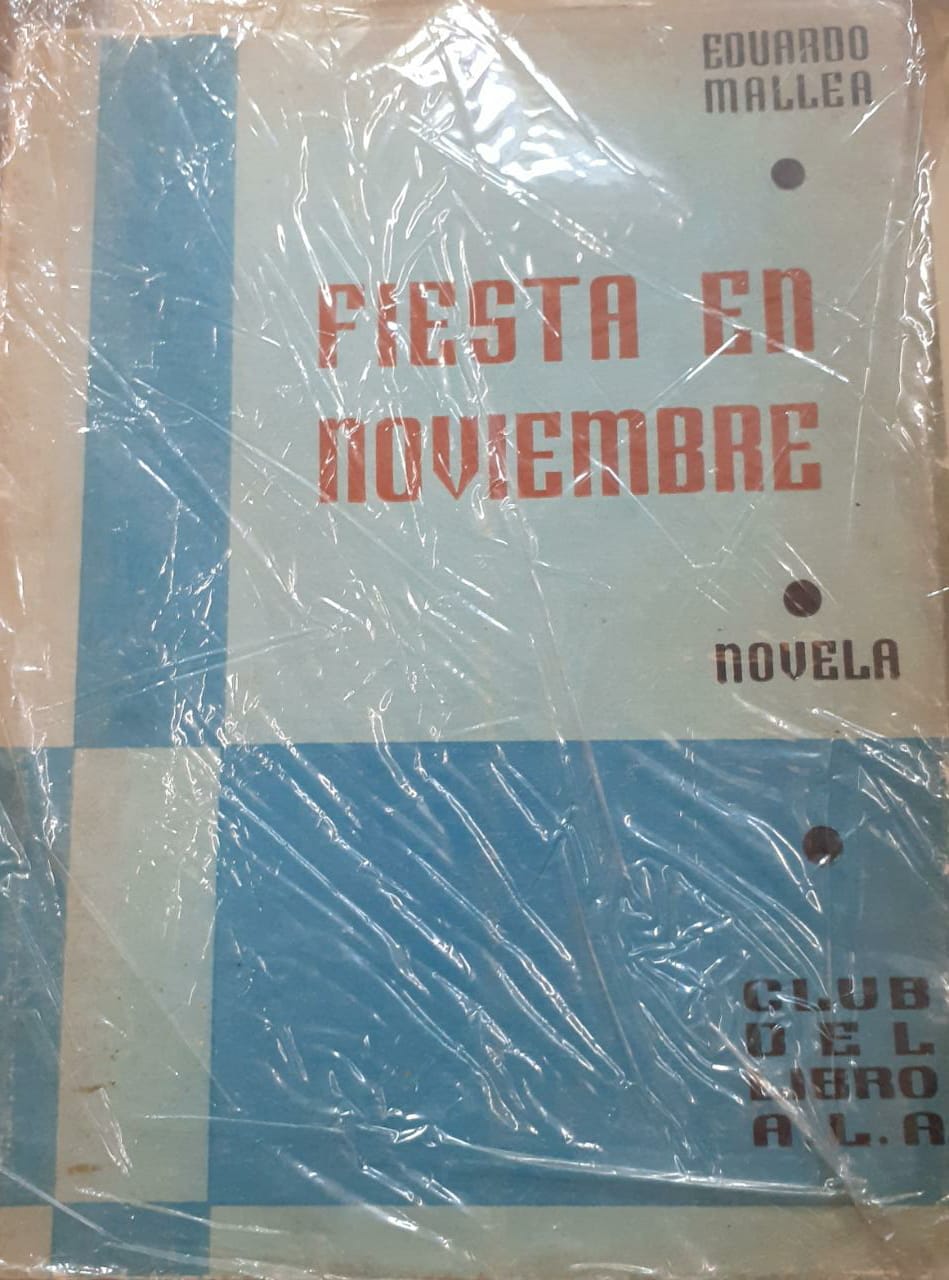 EDUARDO
MALLEA
FIESTA EN
NOVIEMBRE
NOVELA
CLUB
DEL
LIBRO
A.L.A